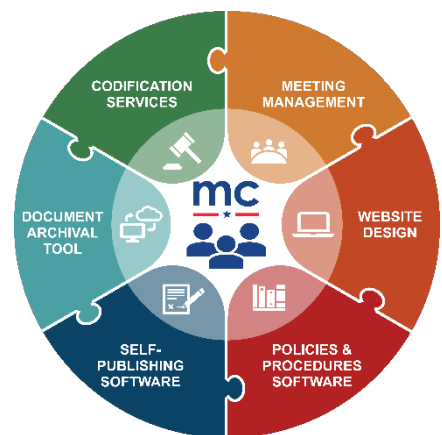 CODIFICATION
SERVICES
MEETING
MANAGEMENT
DOCUMENT
ARCHIVAL
TOOL
mc
WEBSITE
DESIGN
SELF-
PUBLISHING
SOFTWARE
POLICIES &
PROCEDURES
SOFTWARE